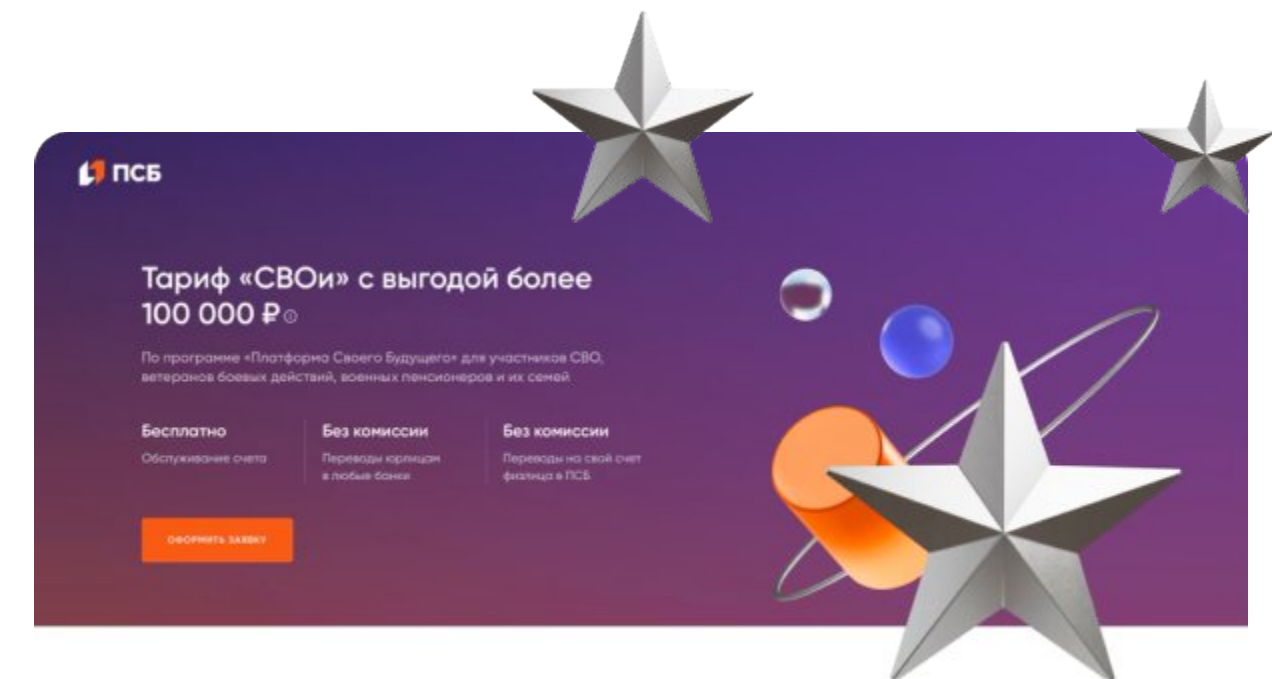 ПСБ
Тариф «СВОи» с выгодой более
100 000 ₽
По программе «Платформа Своего Будущего» для участников СВО,
ветеранов боевых действий, военных пенсионеров и их семей
Бесплатно
Обслуживание счета
Без комиссии
Переводы юрлицам
в любые банки
Без комиссии
Переводы на свой счет
физлица в ПСБ
ОФОРМИТЬ ЗАЯВКУ